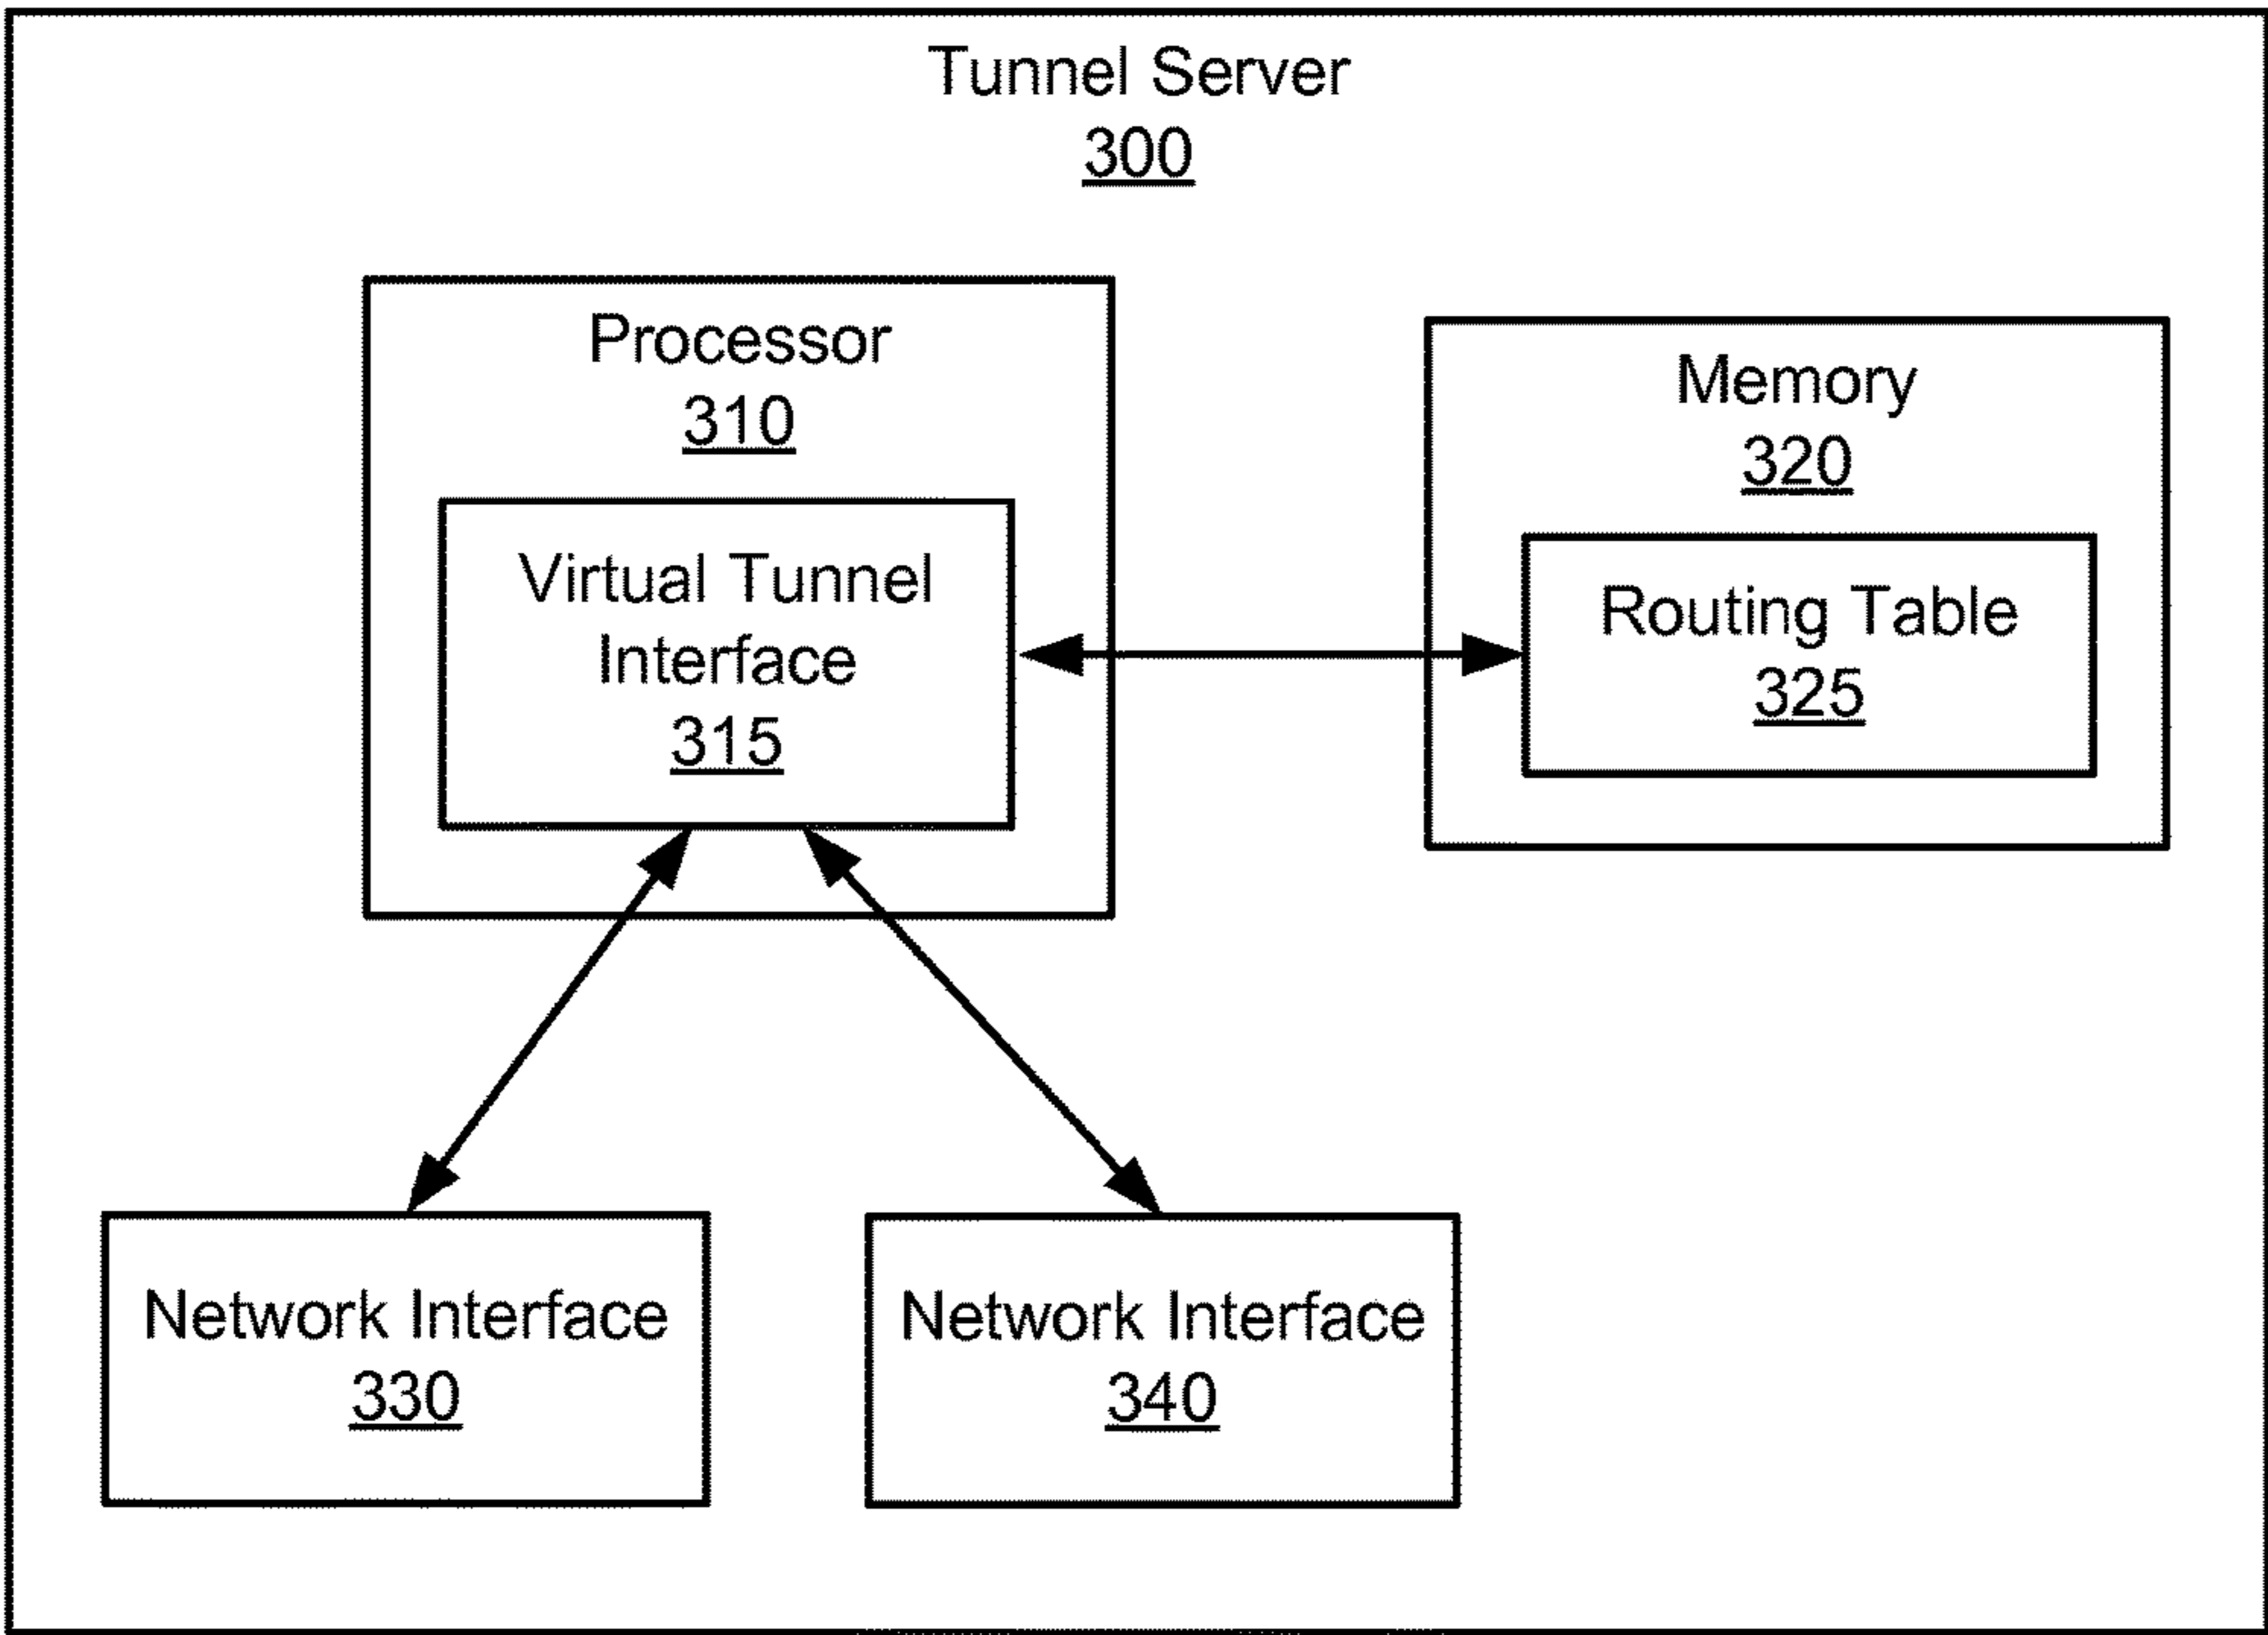 Tunnel Server
300
Processor
310
Virtual Tunnel
Interface
315
Memory
320
Routing Table
325
Network Interface
330
Network Interface
340